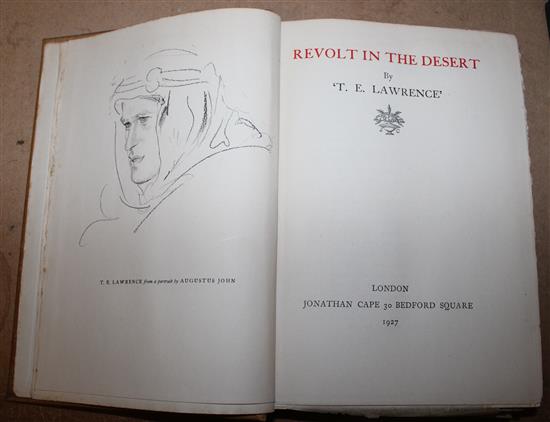 T. E. LAWRENCE from a portrait by AUGUSTUS JOHN
REVOLT IN THE DESERT
By
'T. E. LAWRENCE'
LONDON
JONATHAN CAPE 30 BEDFORD SQUARE
1927